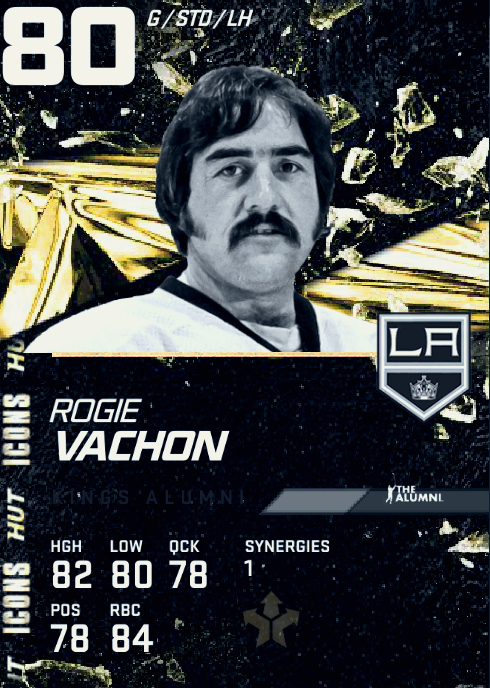 80
G/STD/LH
LA
ROGIE
VACHON
KINGS ALUMNI
THE
ALUMNI
HGH LOW QCK SYNERGIES
82 80 78 1
POS RBC
78 84
HUT ICONS HUT ICONS